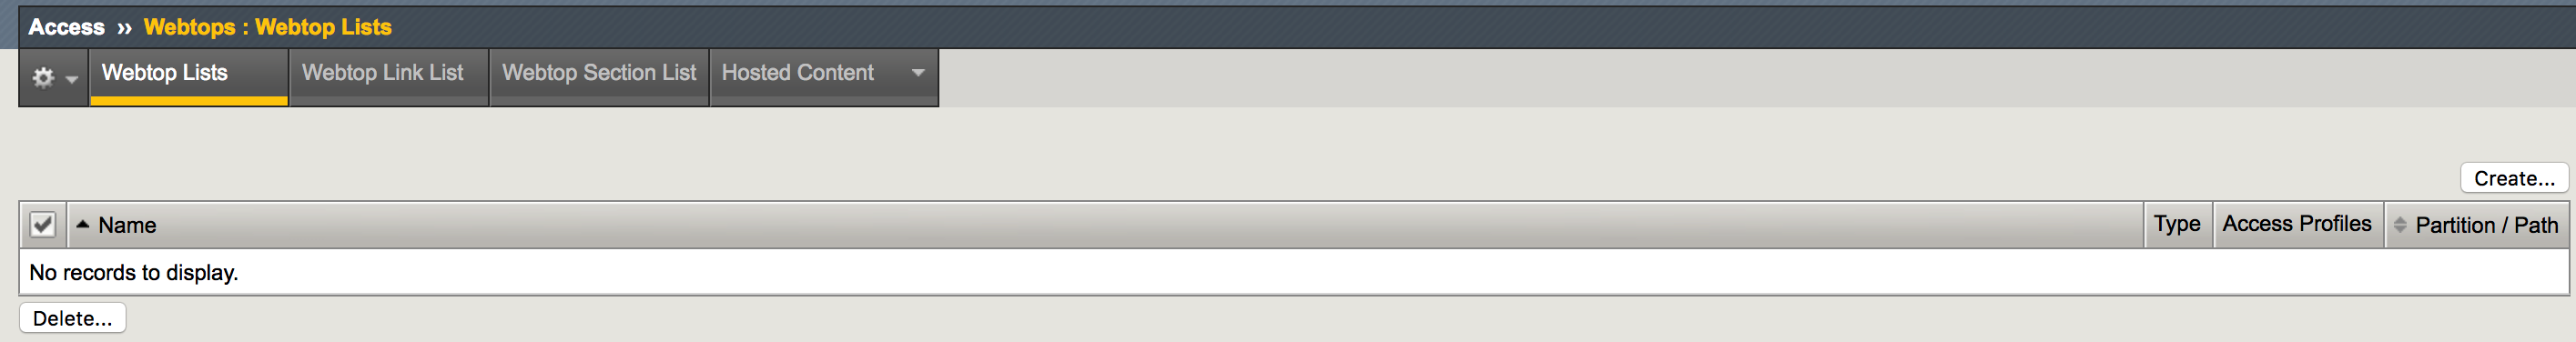 Access ›› Webtops : Webtop Lists
Webtop Lists Webtop Link List Webtop Section List Hosted Content
Create...
Name Type Access Profiles Partition / Path
No records to display.
Delete...